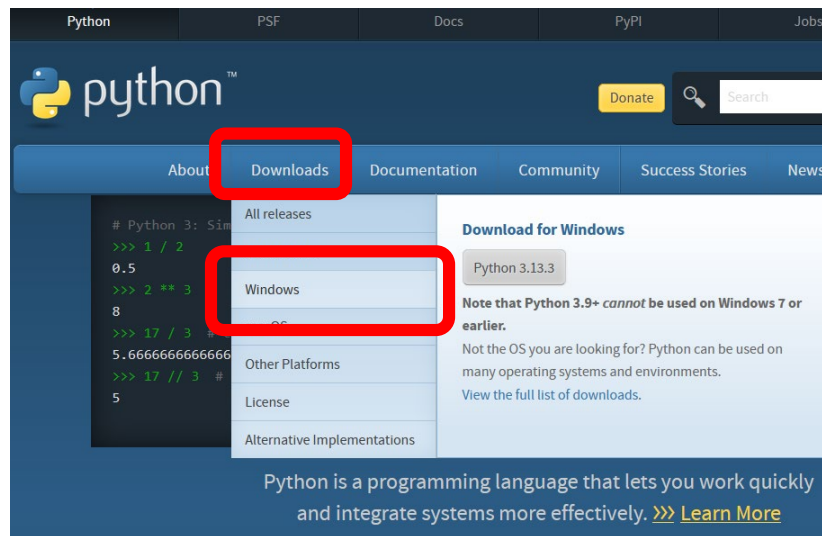 Python PSF Docs PyPI Jobs
python™
Donate Search
About Downloads Documentation Community Success Stories News
# Python 3: Sim
>>> 1 / 2
0.5
>>> 2 ** 3
8
>>> 17 / 3 #
5.6666666666666
>>> 17 // 3 #
5
All releases
Windows
OS
Other Platforms
License
Alternative Implementations
Download for Windows
Python 3.13.3
Note that Python 3.9+ cannot be used on Windows 7 or
earlier.
Not the OS you are looking for? Python can be used on
many operating systems and environments.
View the full list of downloads.
Python is a programming language that lets you work quickly
and integrate systems more effectively. >>> Learn More